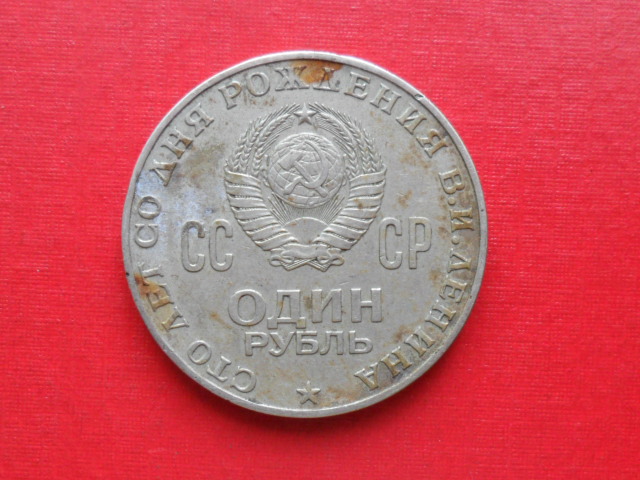 СТО ЛЕТ СО ДНЯ РОЖДЕНИЯ В.И.ЛЕНИНА
СС СР
ОДИН
РУБЛЬ